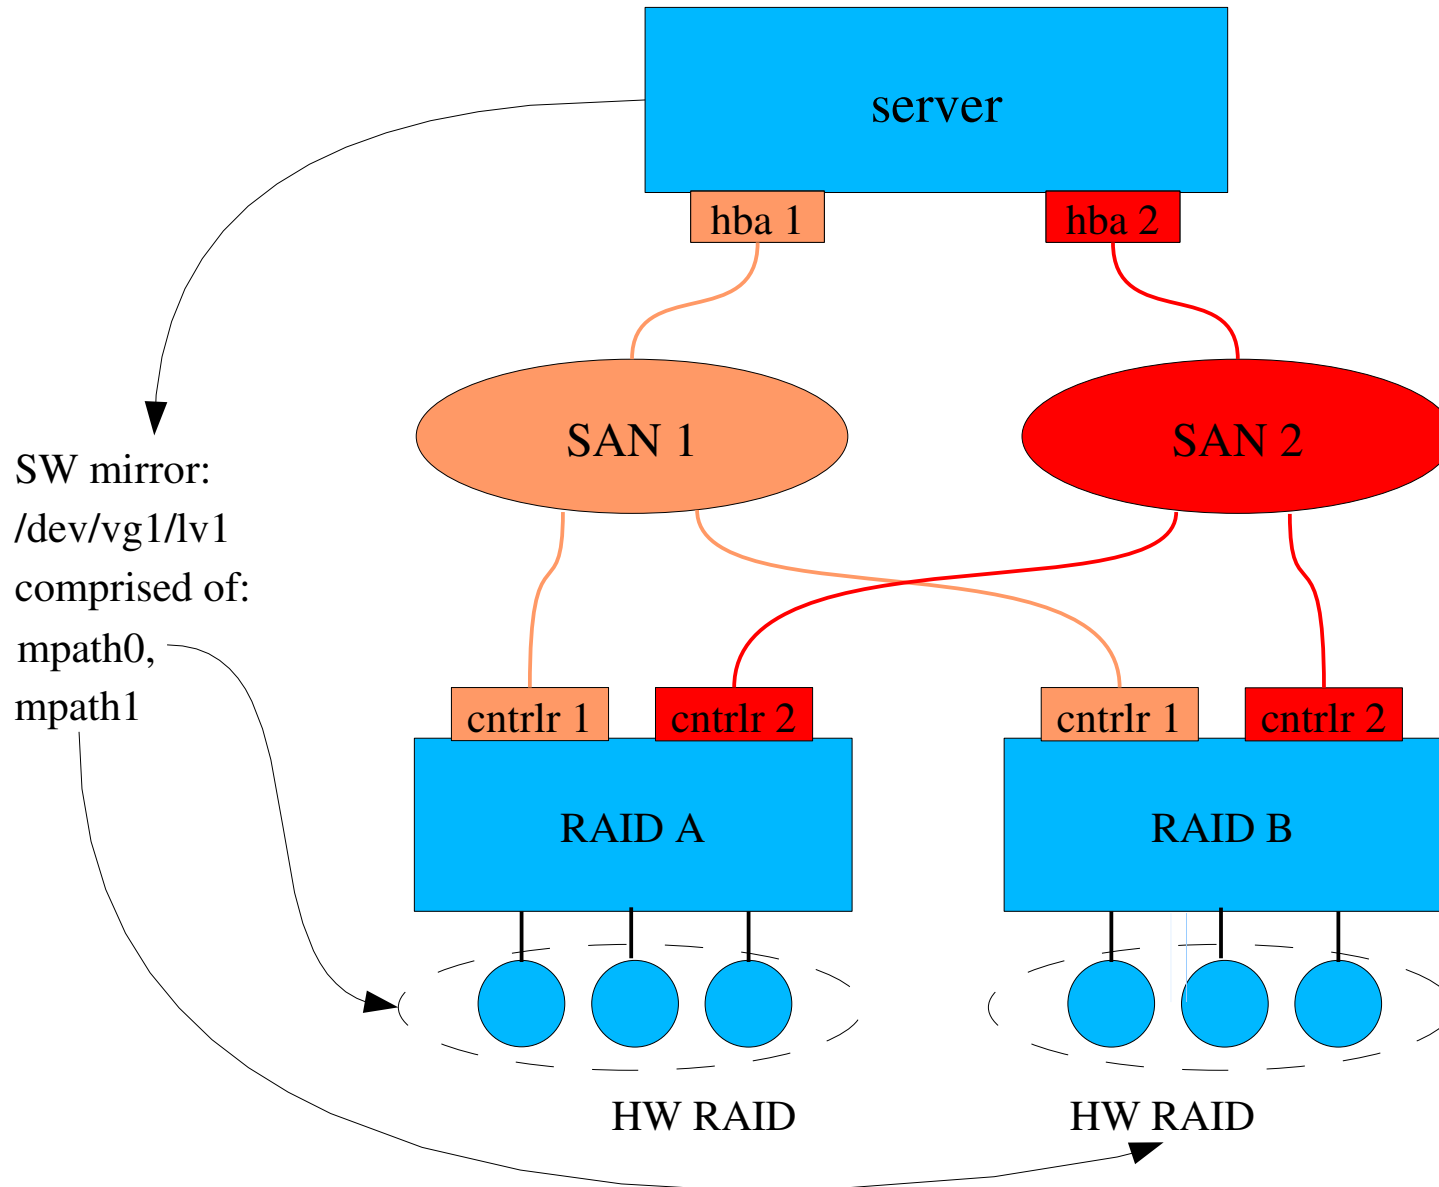 server
hba 1
hba 2
SAN 1
SAN 2
SW mirror:
/dev/vg1/lv1
comprised of:
mpath0,
mpath1
cntrlr 1
cntrlr 2
cntrlr 1
cntrlr 2
RAID A
RAID B
HW RAID
HW RAID